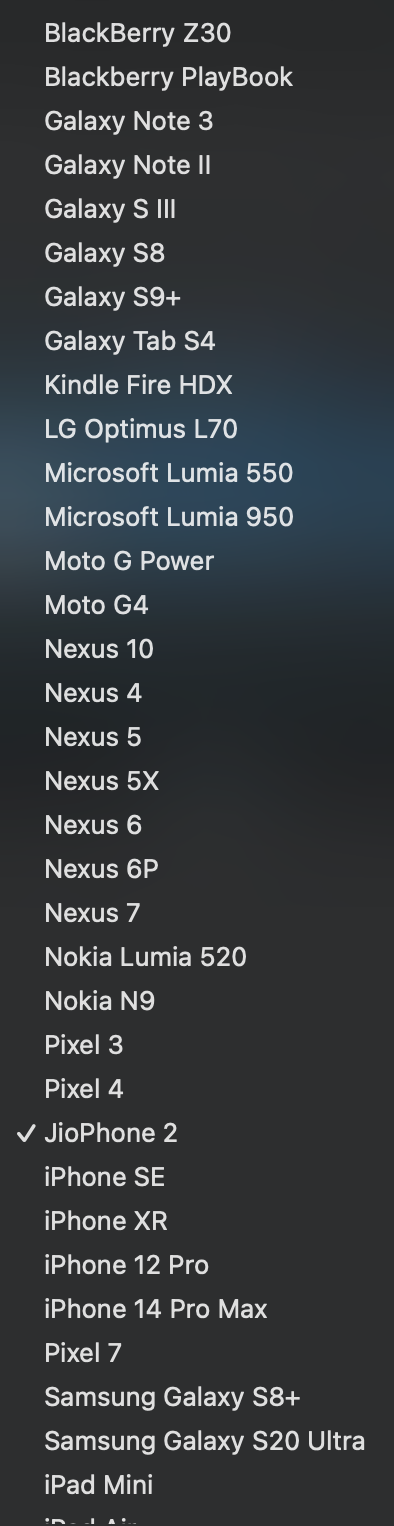 BlackBerry Z30
Blackberry PlayBook
Galaxy Note 3
Galaxy Note II
Galaxy S III
Galaxy S8
Galaxy S9+
Galaxy Tab S4
Kindle Fire HDX
LG Optimus L70
Microsoft Lumia 550
Microsoft Lumia 950
Moto G Power
Moto G4
Nexus 10
Nexus 4
Nexus 5
Nexus 5X
Nexus 6
Nexus 6P
Nexus 7
Nokia Lumia 520
Nokia N9
Pixel 3
Pixel 4
✓ JioPhone 2
iPhone SE
iPhone XR
iPhone 12 Pro
iPhone 14 Pro Max
Pixel 7
Samsung Galaxy S8+
Samsung Galaxy S20 Ultra
iPad Mini
iPad Air